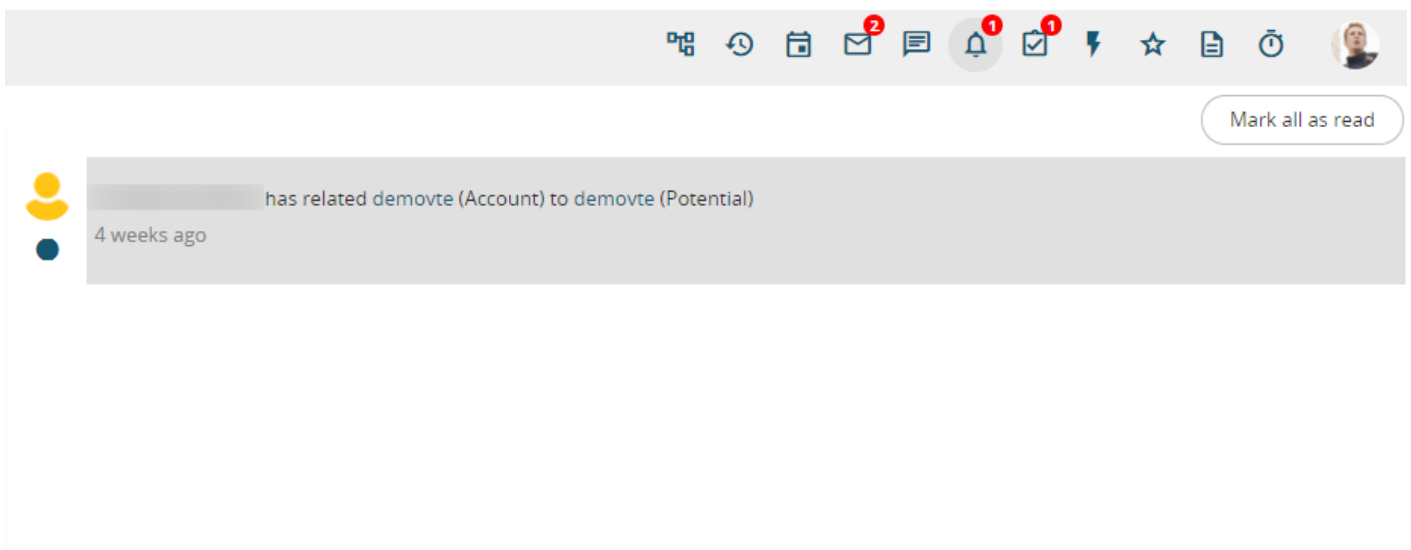 2 1 1
Mark all as read
has related demovte (Account) to demovte (Potential)
4 weeks ago